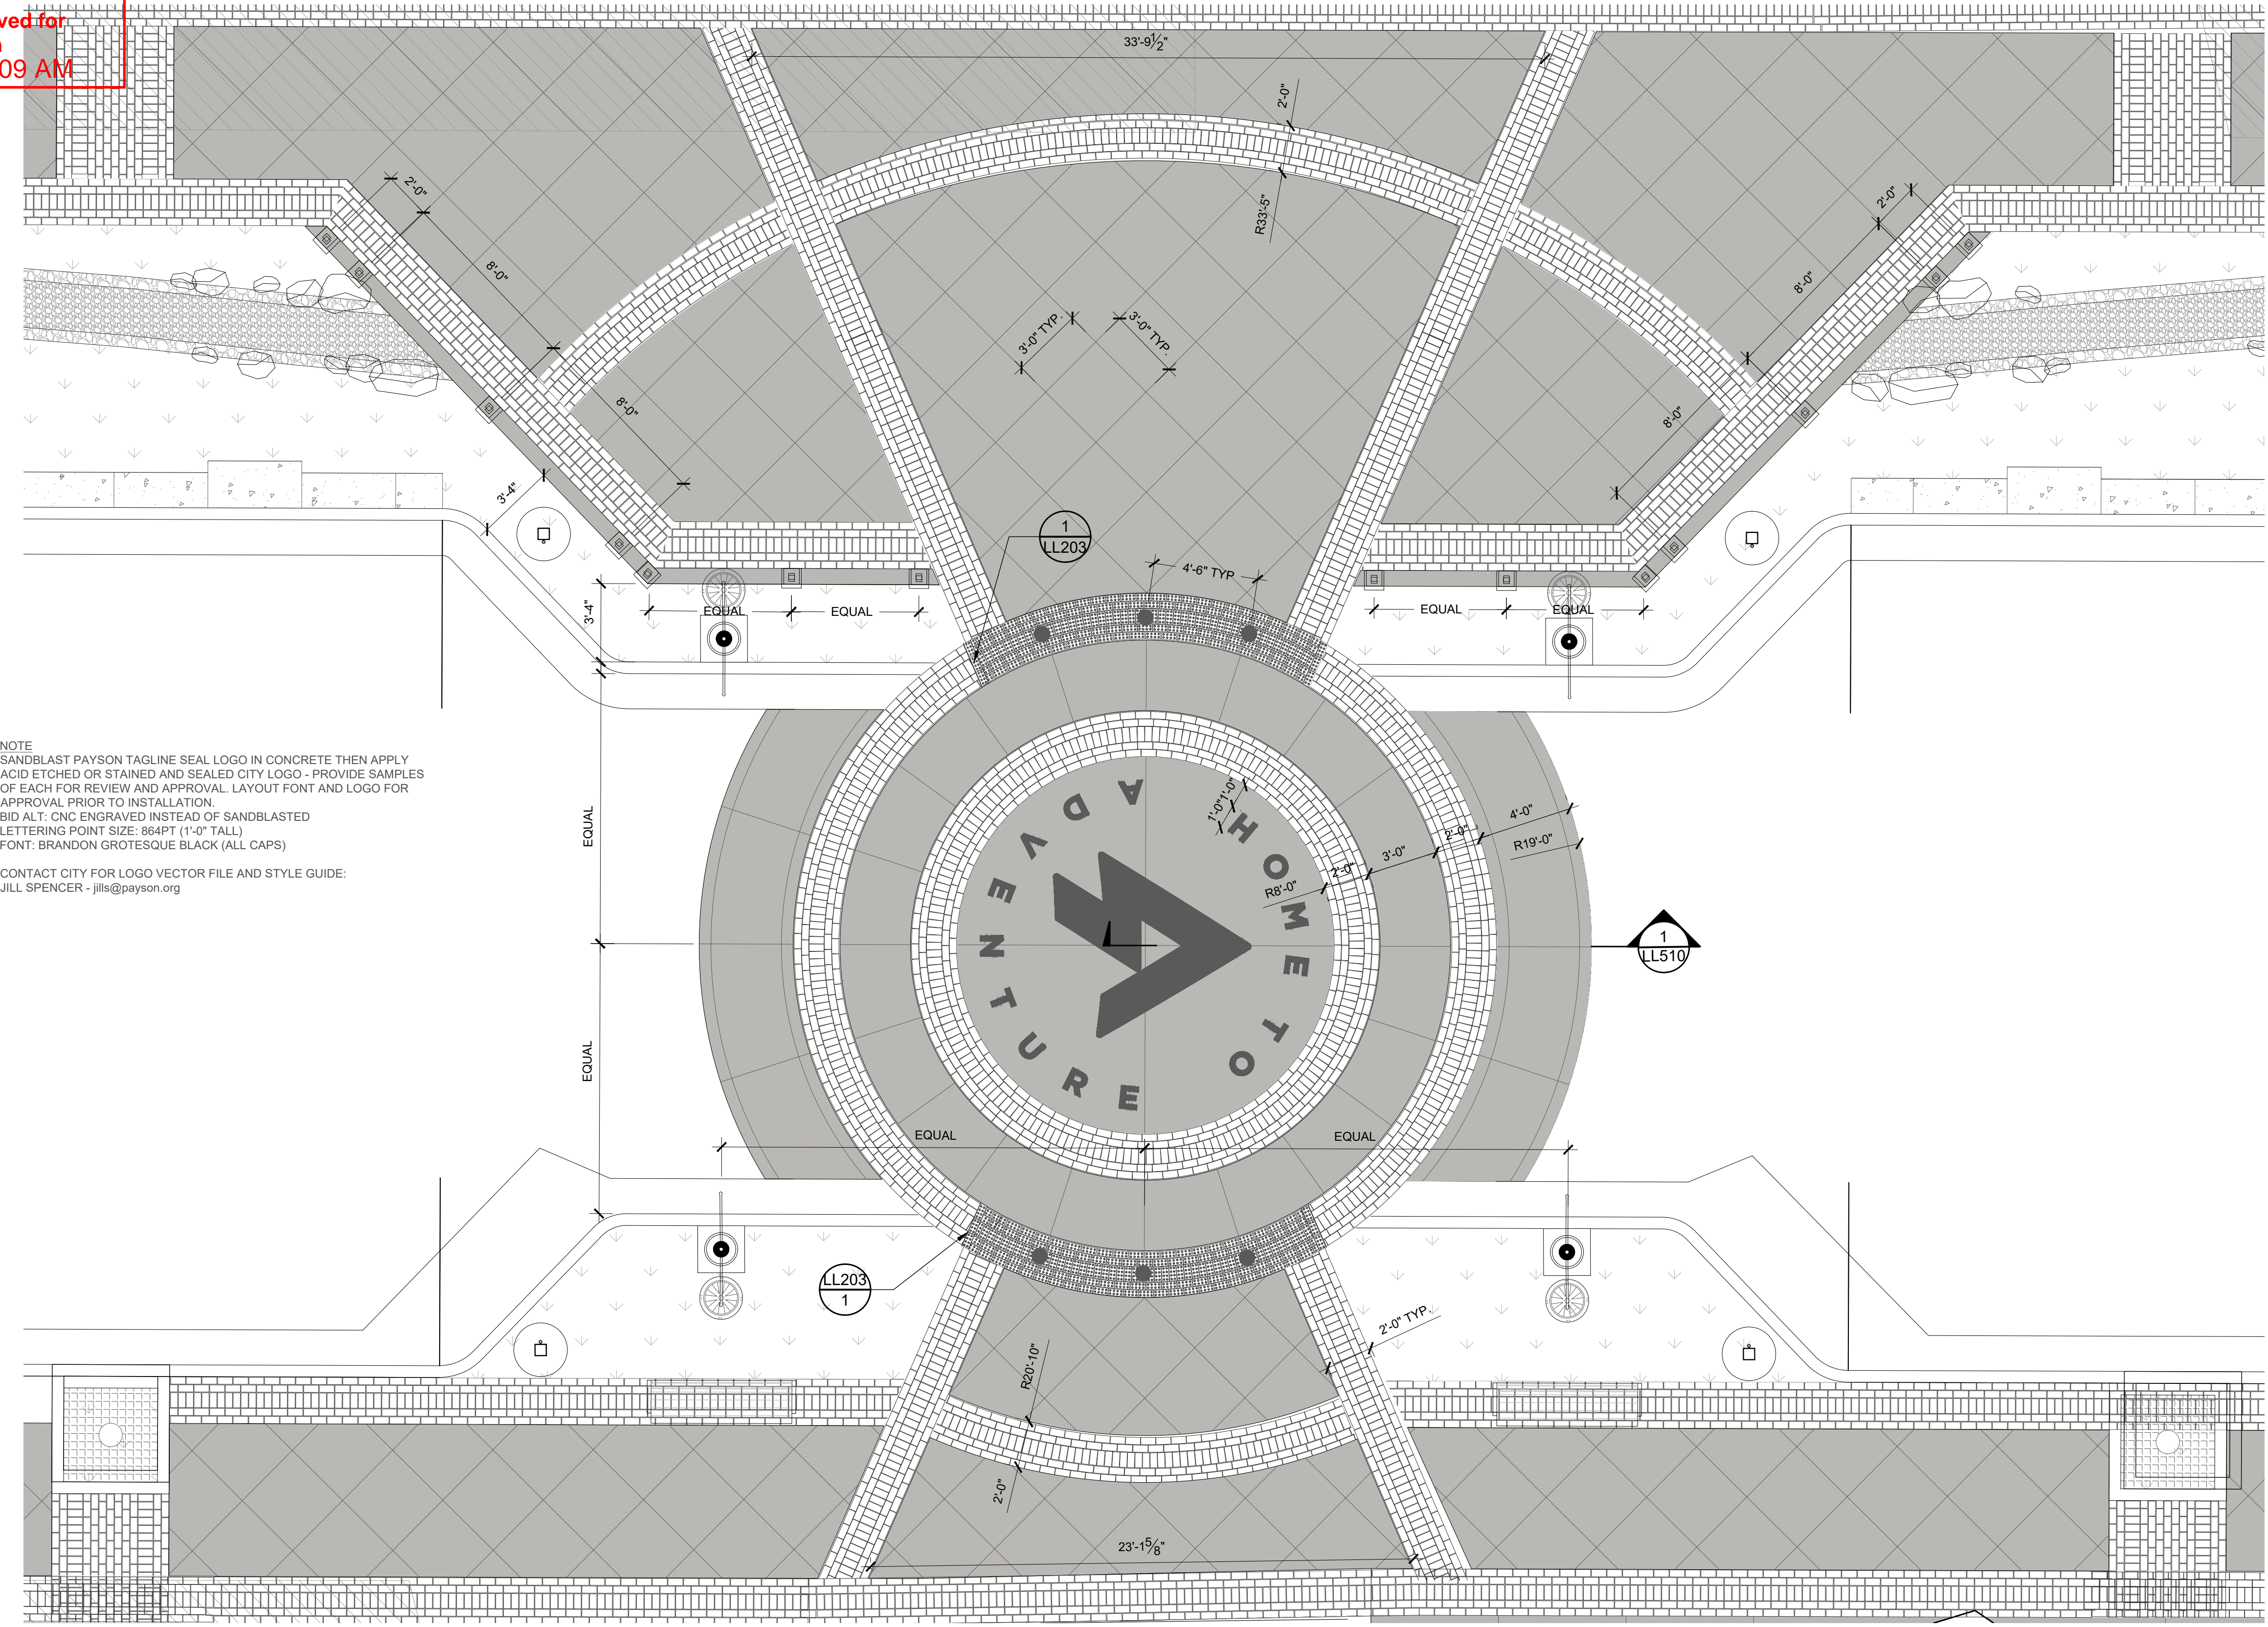 ved for
09 AM
33'-9 1/2"
2'-0"
R33'-5"
2'-0"
8'-0"
8'-0"
3'-4"
2'-0"
8'-0"
8'-0"
3'-0" TYP.
3'-0" TYP.
1
LL203
4'-6" TYP
3'-4"
EQUAL
EQUAL
EQUAL
EQUAL
NOTE
SANDBLAST PAYSON TAGLINE SEAL LOGO IN CONCRETE THEN APPLY
ACID ETCHED OR STAINED AND SEALED CITY LOGO - PROVIDE SAMPLES
OF EACH FOR REVIEW AND APPROVAL. LAYOUT FONT AND LOGO FOR
APPROVAL PRIOR TO INSTALLATION.
BID ALT: CNC ENGRAVED INSTEAD OF SANDBLASTED
LETTERING POINT SIZE: 864PT (1'-0" TALL)
FONT: BRANDON GROTESQUE BLACK (ALL CAPS)
CONTACT CITY FOR LOGO VECTOR FILE AND STYLE GUIDE:
JILL SPENCER - jills@payson.org
EQUAL
EQUAL
HOME TO
ADVENTURE
1'-0"
1'-0"
R8'-0"
2'-0"
3'-0"
2'-0"
4'-0"
R19'-0"
1
LL510
EQUAL
EQUAL
LL203
1
2'-0" TYP.
R20'-10"
2'-0"
23'-1 5/8"